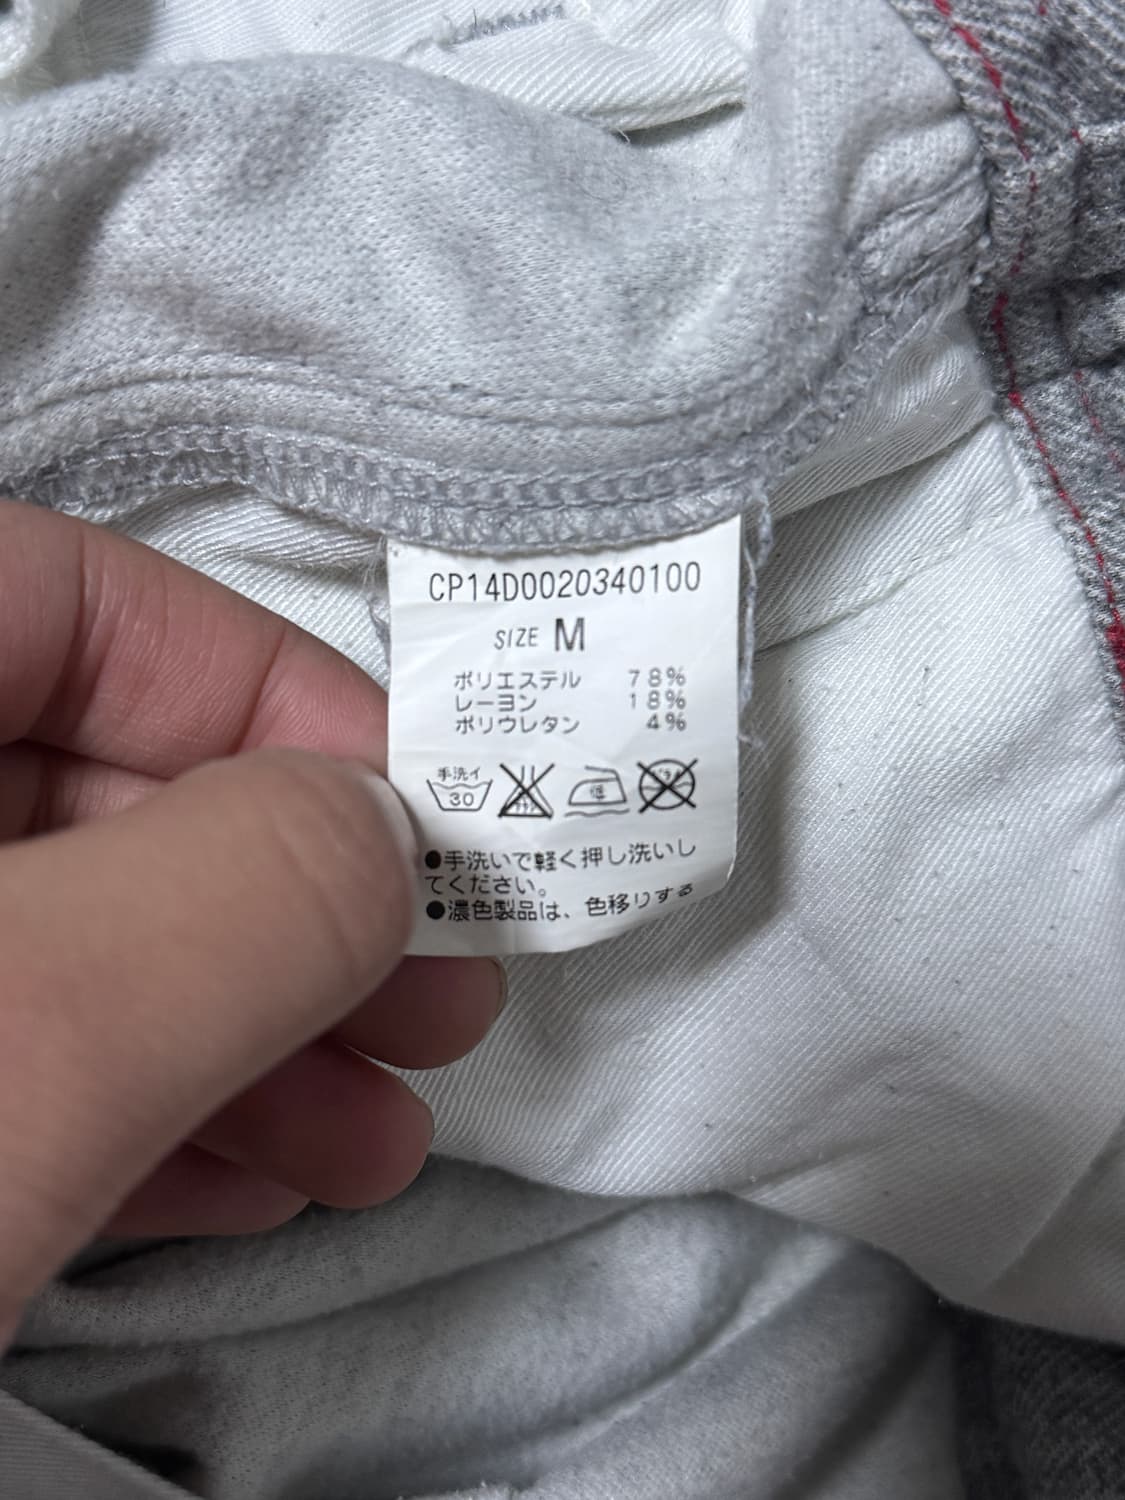 CP14D0020340100
SIZE M
ポリエステル 78%
レーヨン 18%
ポリウレタン 4%
手洗イ
30
低
●手洗いで軽く押し洗いし
てください。
●濃色製品は、色移りする